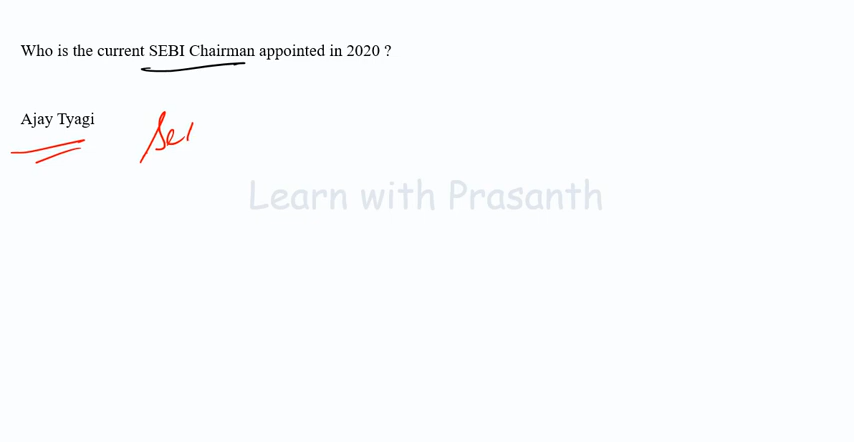 Who is the current SEBI Chairman appointed in 2020 ?
Ajay Tyagi
Learn with Prasanth